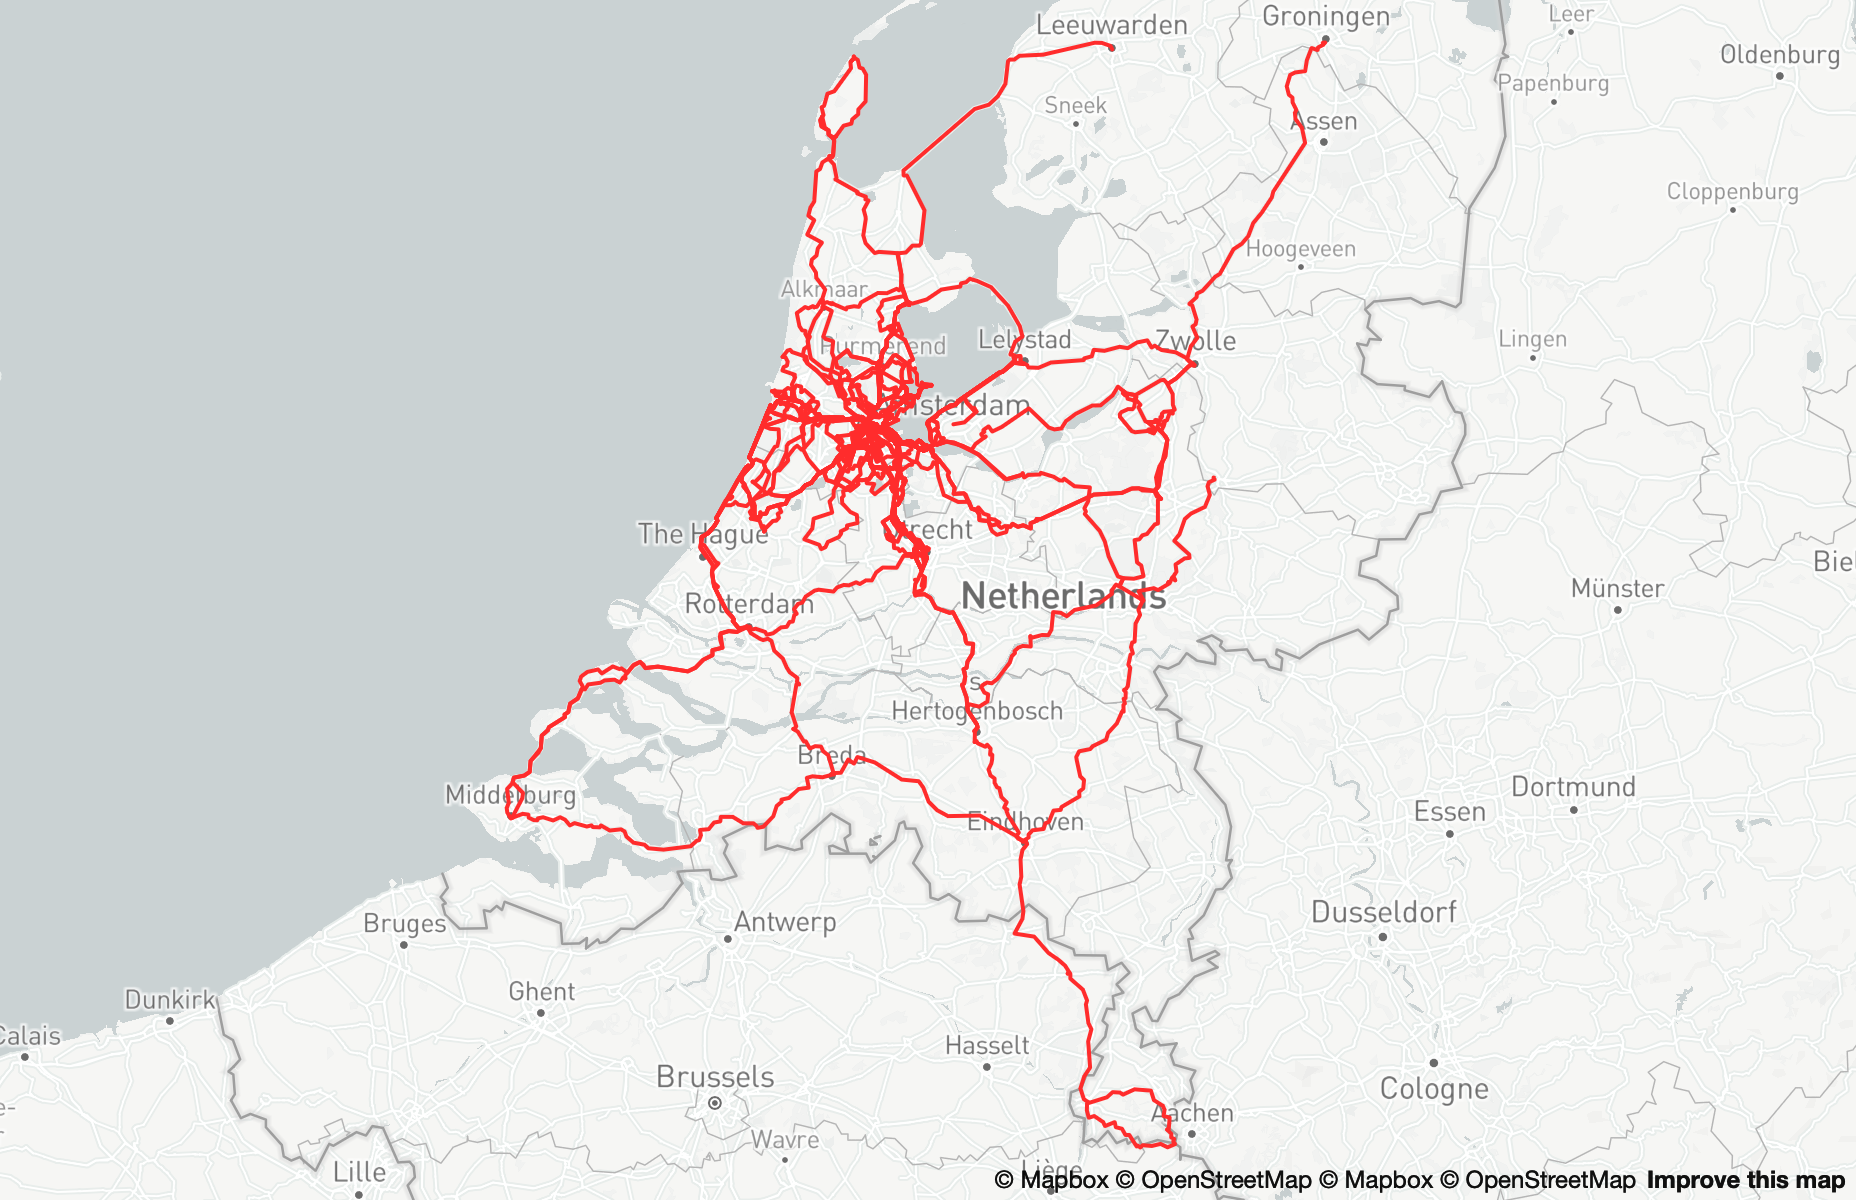 Leeuwarden
Groningen
Leer
Oldenburg
Papenburg
Sneek
Assen
Cloppenburg
Hoogeveen
Alkmaar
Purmerend
Lelystad
Zwolle
Lingen
Amsterdam
The Hague
Utrecht
Netherlands
Münster
Biel
Rotterdam
s
Hertogenbosch
Breda
Middelburg
Eindhoven
Dortmund
Essen
Dusseldorf
Bruges
Antwerp
Dunkirk
Ghent
Calais
Hasselt
Brussels
Cologne
e-
Aachen
Wavre
Lille
Liège
© Mapbox © OpenStreetMap © Mapbox © OpenStreetMap Improve this map